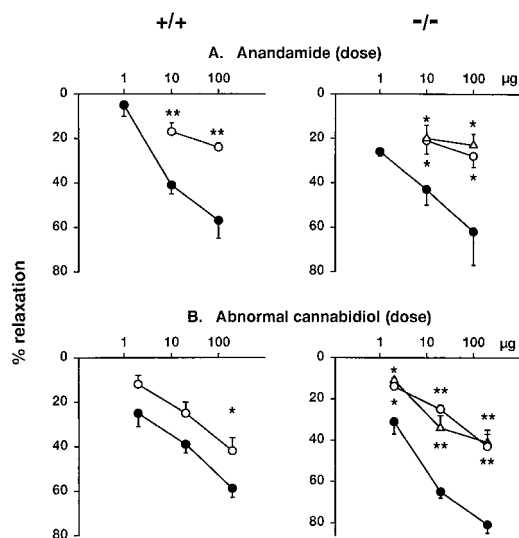 +/+ -/-
A. Anandamide (dose)
1 10 100 1 10 100 µg
0 0
20 20
40 40
60 60
80 80
** ** * *
* *
% relaxation
B. Abnormal cannabidiol (dose)
1 10 100 1 10 100 µg
0 0
20 20
40 40
60 60
80 80
* * ** **
* ** **